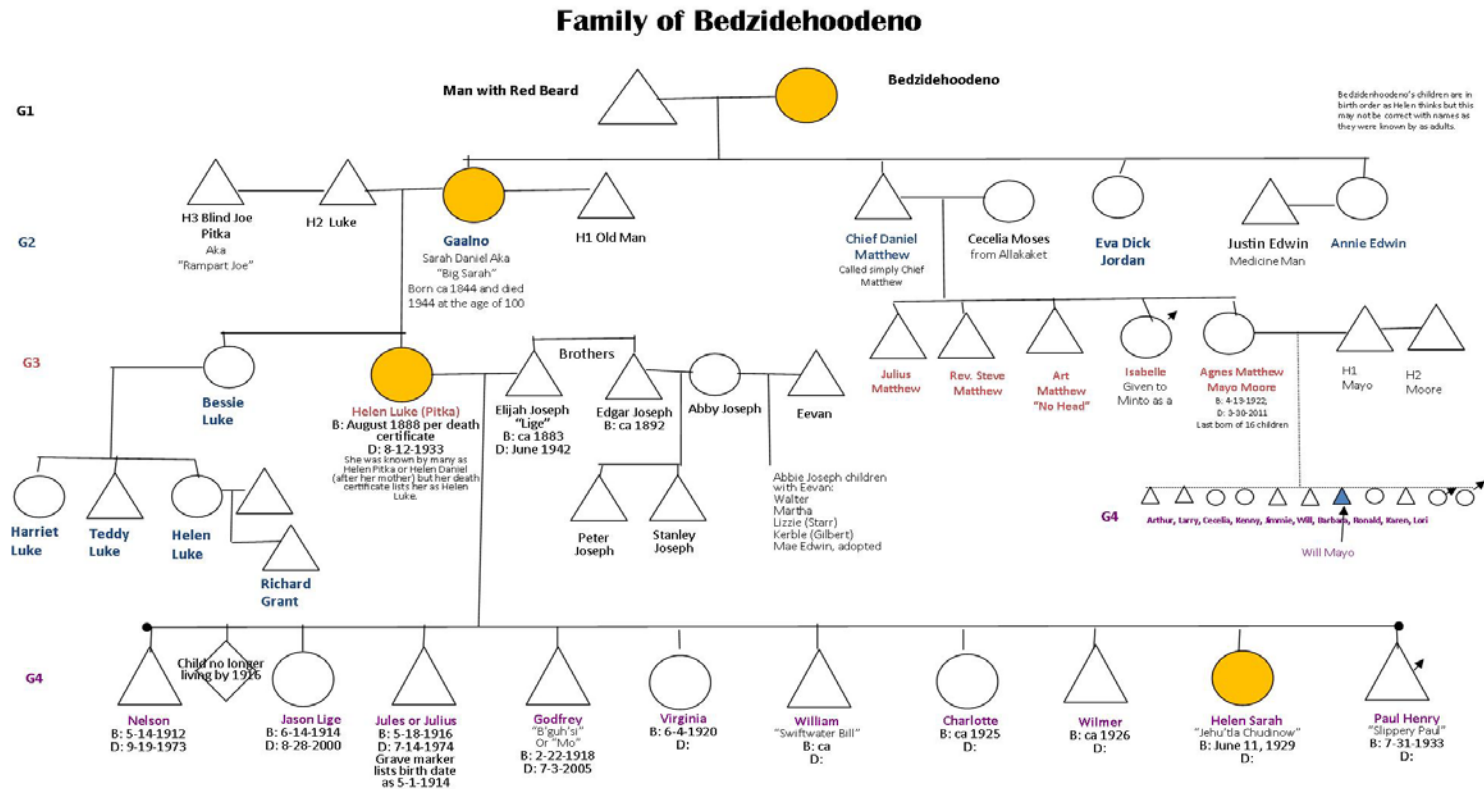 Family of Bedzidehoodeno
Man with Red Beard
Bedzidehoodeno
G1
Bedzidenhoodeno's children are in
birth order as Helen thinks but this
may not be correct with names as
they were known by as adults.
G2
H3 Blind Joe
Pitka
Aka
"Rampart Joe"
H2 Luke
Gaalno
Sarah Daniel Aka
"Big Sarah"
Born ca 1844 and died
1944 at the age of 100
H1 Old Man
Chief Daniel
Matthew
Called simply Chief
Matthew
Cecelia Moses
from Allakaket
Eva Dick
Jordan
Justin Edwin
Medicine Man
Annie Edwin
G3
Bessie
Luke
Helen Luke (Pitka)
B: August 1888 per death
certificate
D: 8-12-1933
She was known by many as
Helen Pitka or Helen Daniel
(after her mother) but her death
certificate lists her as Helen
Luke.
Brothers
Elijah Joseph
"Lige"
B: ca 1883
D: June 1942
Edgar Joseph
B: ca 1892
Abby Joseph
Eevan
Julius
Matthew
Rev. Steve
Matthew
Art
Matthew
"No Head"
Isabelle
Given to
Minto as a
Agnes Matthew
Mayo Moore
B: 4-13-1922;
D: 3-30-2011
Last born of 16 children
H1
Mayo
H2
Moore
Harriet
Luke
Teddy
Luke
Helen
Luke
Richard
Grant
Peter
Joseph
Stanley
Joseph
Abbie Joseph children
with Eevan:
Walter
Martha
Lizzie (Starr)
Kerble (Gilbert)
Mae Edwin, adopted
G4
Arthur, Larry, Cecelia, Kenny, Jimmie, Will, Barbara, Ronald, Karen, Lori
Will Mayo
G4
Nelson
B: 5-14-1912
D: 9-19-1973
Child no longer
living by 1916
Jason Lige
B: 6-14-1914
D: 8-28-2000
Jules or Julius
B: 5-18-1916
D: 7-14-1974
Grave marker
lists birth date
as 5-1-1914
Godfrey
"B'guh'si"
Or "Mo"
B: 2-22-1918
D: 7-3-2005
Virginia
B: 6-4-1920
D:
William
"Swiftwater Bill"
B: ca
D:
Charlotte
B: ca 1925
D:
Wilmer
B: ca 1926
D:
Helen Sarah
"Jehu'tla Chudinow"
B: June 11, 1929
D:
Paul Henry
"Slippery Paul"
B: 7-31-1933
D: